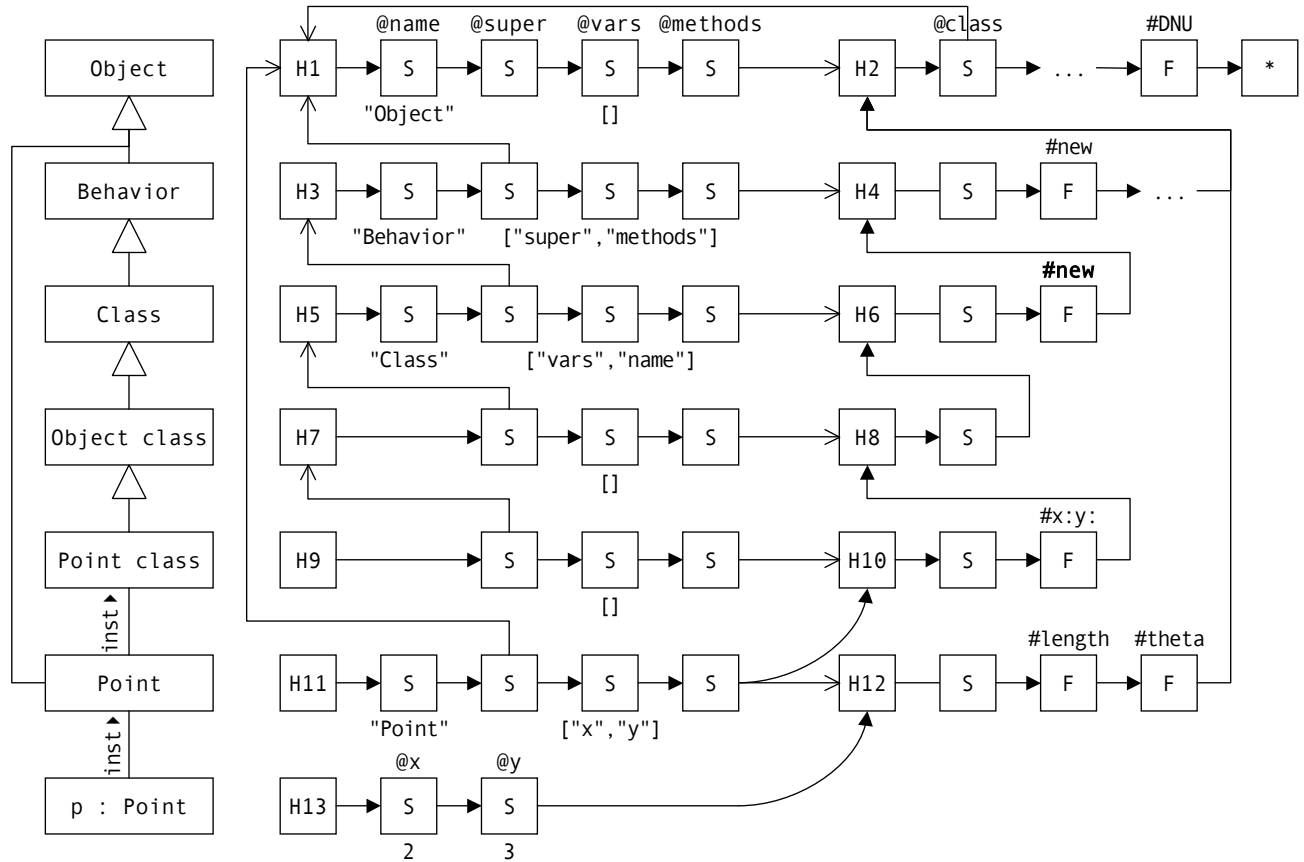 @name @super @vars @methods @class #DNU
Object H1 S S S S H2 S ... F *
"Object" []
#new
Behavior H3 S S S S H4 S F ...
"Behavior" ["super","methods"]
#new
Class H5 S S S S H6 S F
"Class" ["vars","name"]
Object class H7 S S S H8 S
[]
#x:y:
Point class H9 S S S H10 S F
[]
inst
#length #theta
Point H11 S S S S H12 S F F
"Point" ["x","y"]
inst
@x @y
p : Point H13 S S
2 3